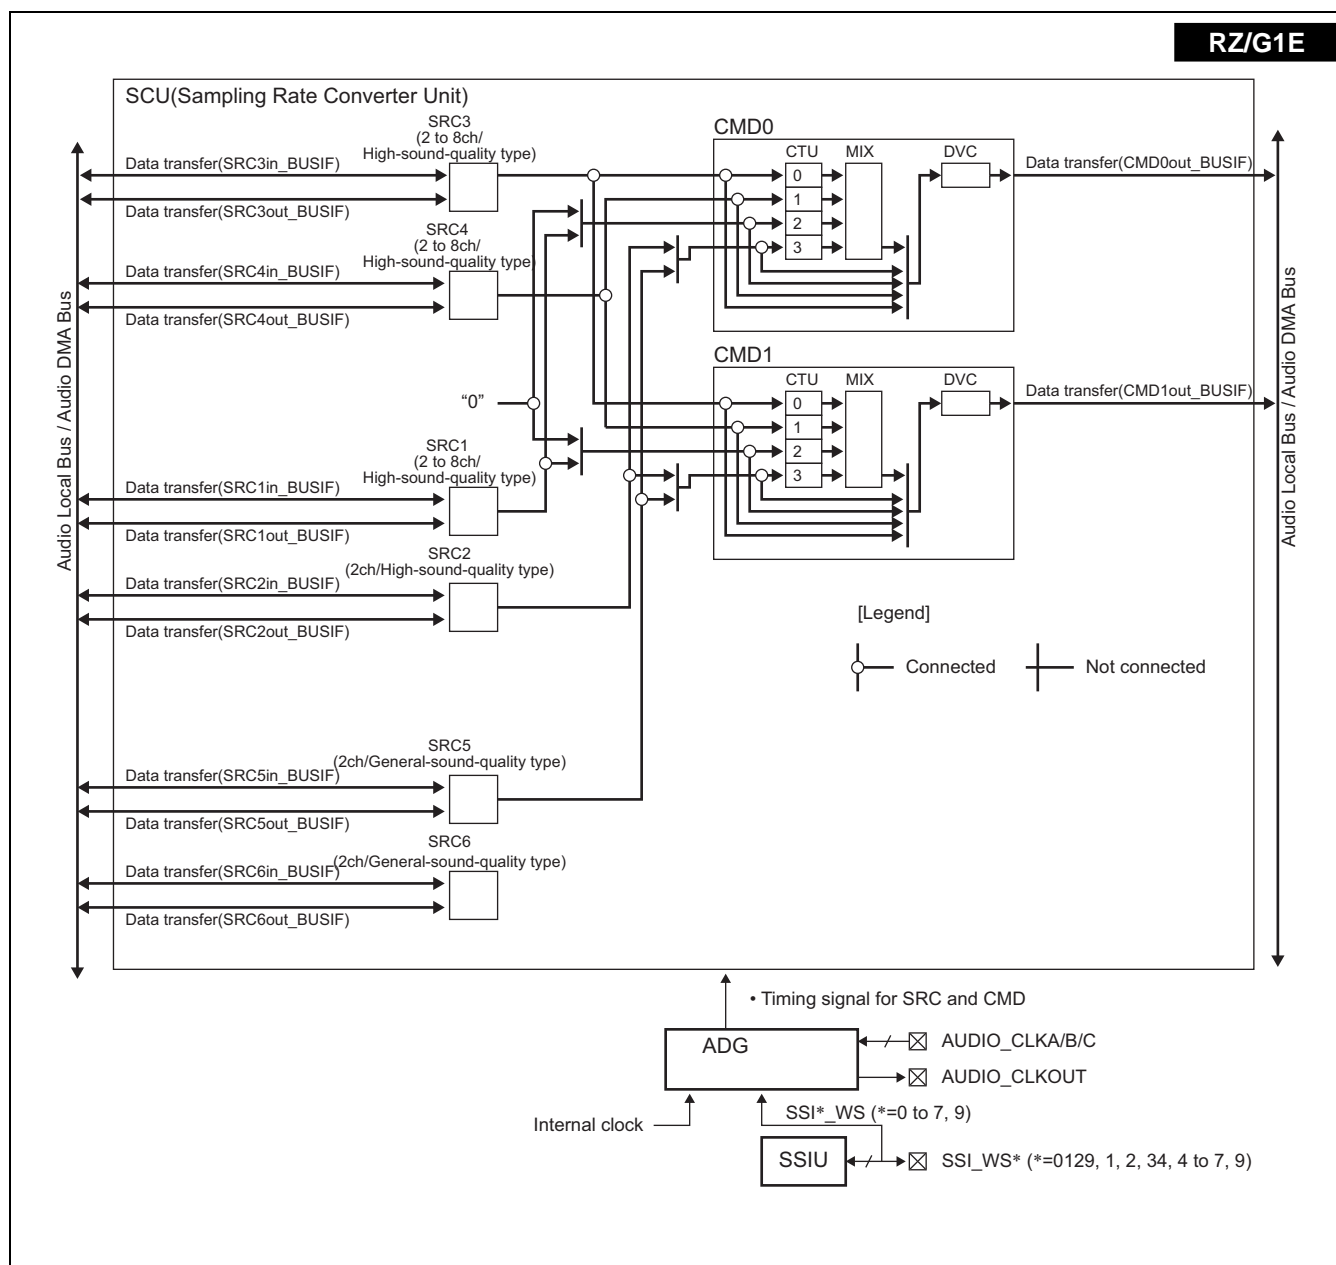 RZ/G1E
SCU(Sampling Rate Converter Unit)
SRC3
(2 to 8ch/
High-sound-quality type)
Data transfer(SRC3in_BUSIF)
Data transfer(SRC3out_BUSIF)
SRC4
(2 to 8ch/
High-sound-quality type)
Data transfer(SRC4in_BUSIF)
Data transfer(SRC4out_BUSIF)
"0"
SRC1
(2 to 8ch/
High-sound-quality type)
Data transfer(SRC1in_BUSIF)
Data transfer(SRC1out_BUSIF)
SRC2
(2ch/High-sound-quality type)
Data transfer(SRC2in_BUSIF)
Data transfer(SRC2out_BUSIF)
SRC5
(2ch/General-sound-quality type)
Data transfer(SRC5in_BUSIF)
Data transfer(SRC5out_BUSIF)
SRC6
(2ch/General-sound-quality type)
Data transfer(SRC6in_BUSIF)
Data transfer(SRC6out_BUSIF)
Audio Local Bus / Audio DMA Bus
CMD0
CTU MIX DVC
0
1
2
3
Data transfer(CMD0out_BUSIF)
CMD1
CTU MIX DVC
0
1
2
3
Data transfer(CMD1out_BUSIF)
Audio Local Bus / Audio DMA Bus
[Legend]
Connected Not connected
• Timing signal for SRC and CMD
ADG
AUDIO_CLKA/B/C
AUDIO_CLKOUT
Internal clock
SSI*_WS (*=0 to 7, 9)
SSIU
SSI_WS* (*=0129, 1, 2, 34, 4 to 7, 9)